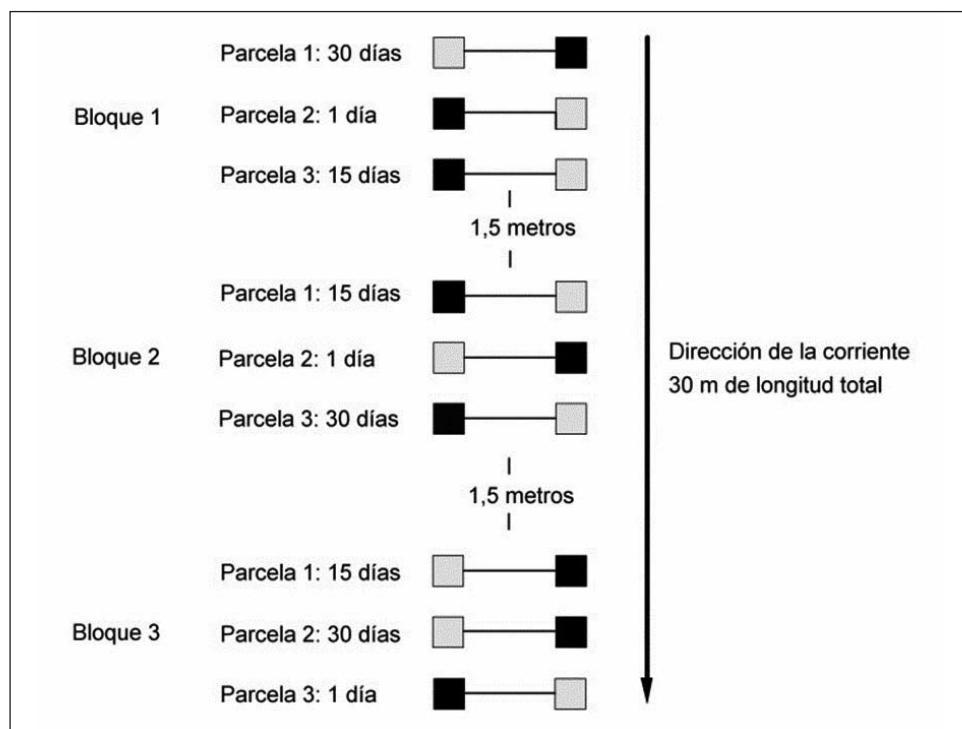 Parcela 1: 30 días
Bloque 1
Parcela 2: 1 día
Parcela 3: 15 días
1,5 metros
Parcela 1: 15 días
Bloque 2
Parcela 2: 1 día
Parcela 3: 30 días
Dirección de la corriente
30 m de longitud total
1,5 metros
Parcela 1: 15 días
Bloque 3
Parcela 2: 30 días
Parcela 3: 1 día